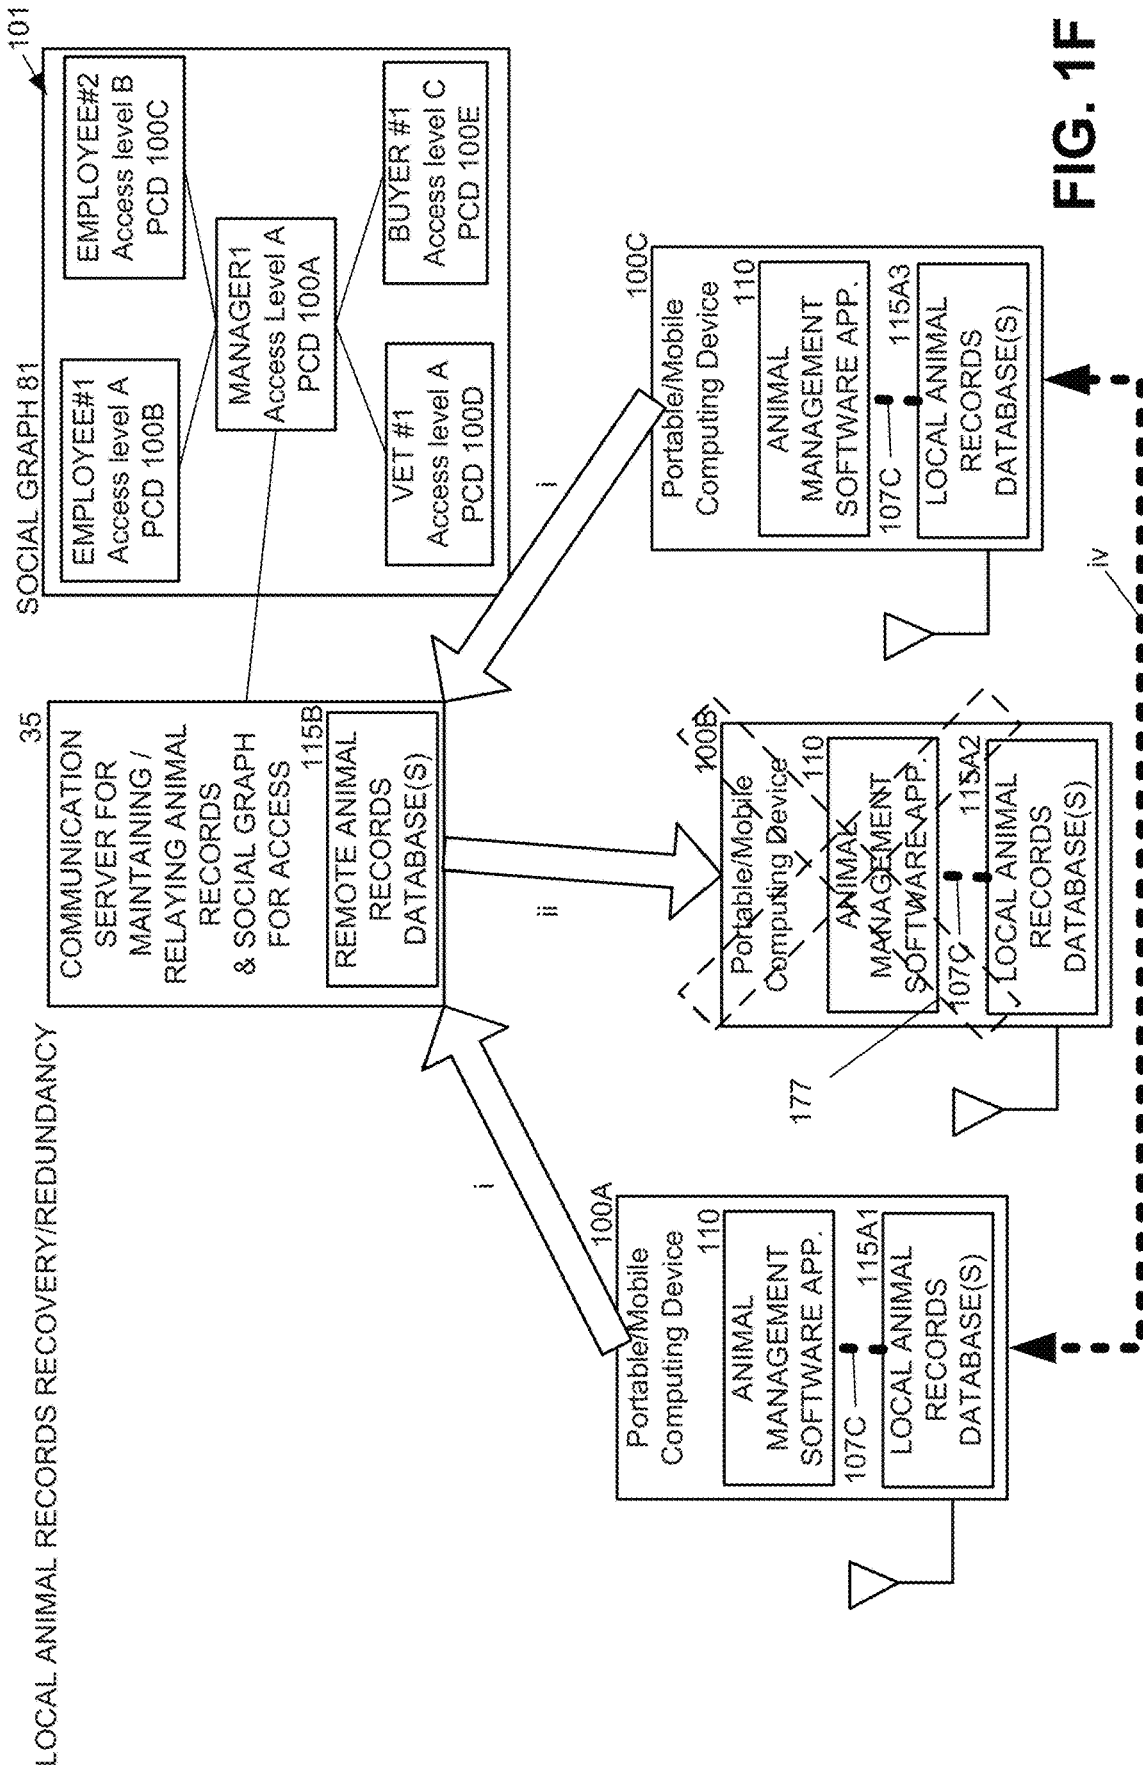 LOCAL ANIMAL RECORDS RECOVERY/REDUNDANCY
35
COMMUNICATION
SERVER FOR
MAINTAINING /
RELAYING ANIMAL
RECORDS
& SOCIAL GRAPH
FOR ACCESS
115B
REMOTE ANIMAL
RECORDS
DATABASE(S)
SOCIAL GRAPH 81
101
EMPLOYEE#1
Access level A
PCD 100B
EMPLOYEE#2
Access level B
PCD 100C
MANAGER1
Access Level A
PCD 100A
VET #1
Access level A
PCD 100D
BUYER #1
Access level C
PCD 100E
i
ii
i
100A
Portable/Mobile
Computing Device
110
ANIMAL
MANAGEMENT
SOFTWARE APP.
107C
115A1
LOCAL ANIMAL
RECORDS
DATABASE(S)
100B
Portable/Mobile
Computing Device
110
ANIMAL
MANAGEMENT
SOFTWARE APP.
177
107C
115A2
LOCAL ANIMAL
RECORDS
DATABASE(S)
100C
Portable/Mobile
Computing Device
110
ANIMAL
MANAGEMENT
SOFTWARE APP.
107C
115A3
LOCAL ANIMAL
RECORDS
DATABASE(S)
iv
FIG. 1F